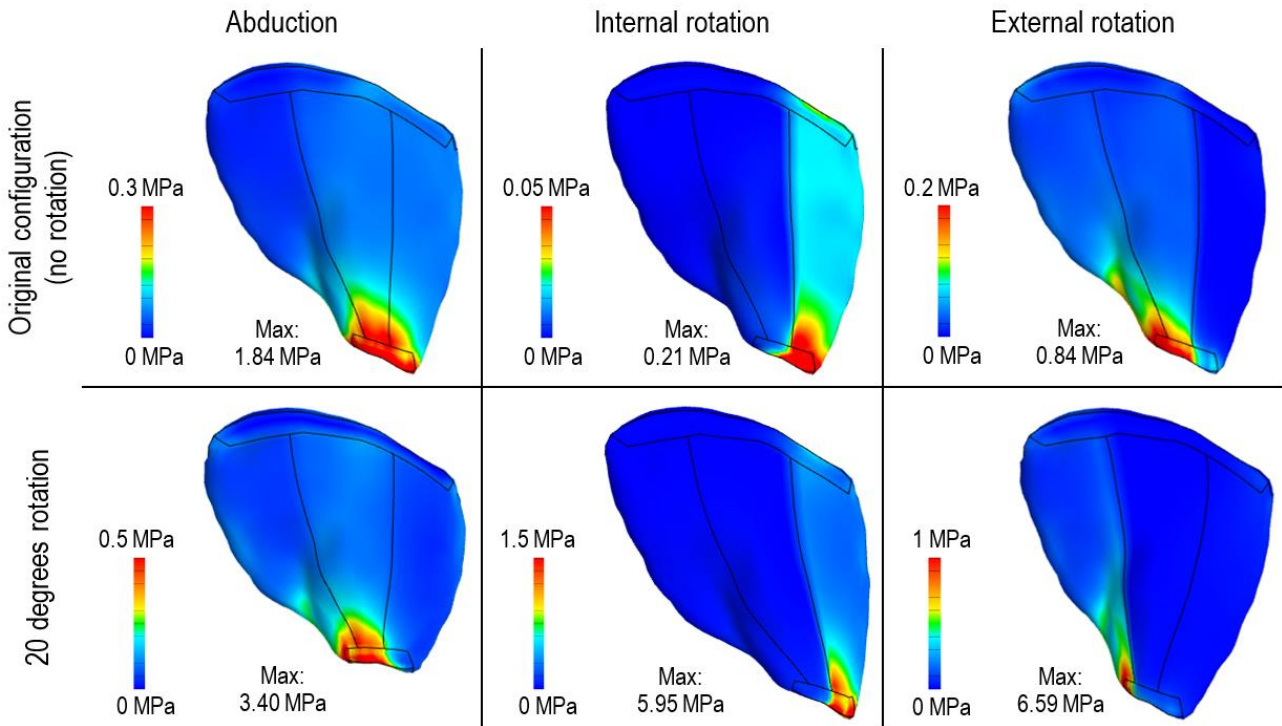 Abduction
Internal rotation
External rotation
Original configuration
(no rotation)
0.3 MPa
0 MPa
Max:
1.84 MPa
0.05 MPa
0 MPa
Max:
0.21 MPa
0.2 MPa
0 MPa
Max:
0.84 MPa
20 degrees rotation
0.5 MPa
0 MPa
Max:
3.40 MPa
1.5 MPa
0 MPa
Max:
5.95 MPa
1 MPa
0 MPa
Max:
6.59 MPa